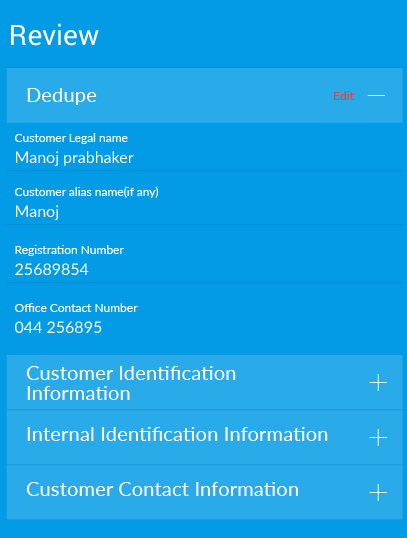 Review
Dedupe
Edit
Customer Legal name
Manoj prabhaker
Customer alias name(if any)
Manoj
Registration Number
25689854
Office Contact Number
044 256895
Customer Identification
Information
Internal Identification Information
Customer Contact Information